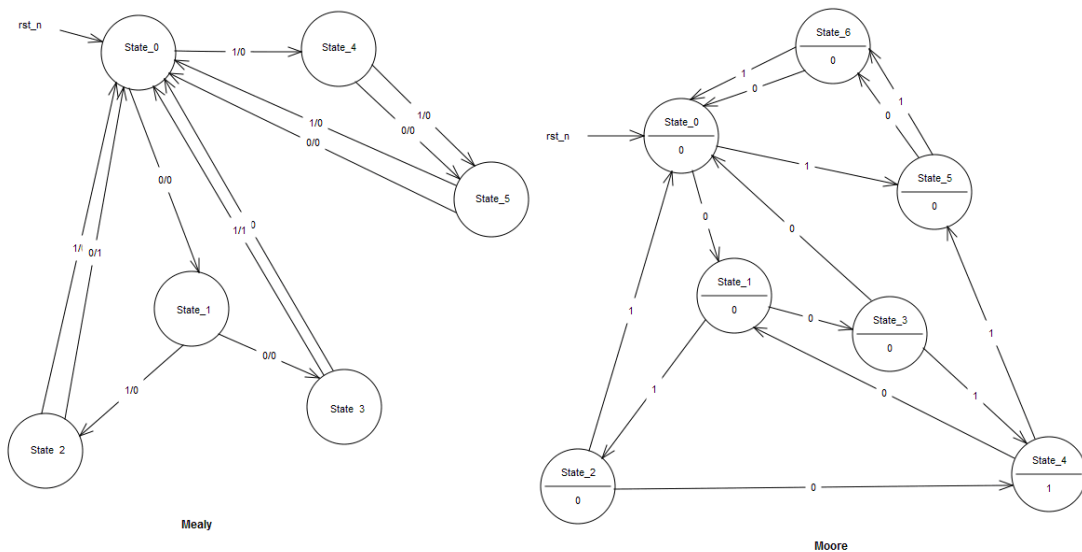 rst_n
State_0
1/0
State_4
1/0
0/0
1/0
0/0
State_5
0/0
1/1
State_1
0/0
0/1
1/0
State 2
State 3
Mealy
State_6
0
1
0
rst_n
State_0
0
1
1
0
State_5
0
0
0
State_1
0
0
State_3
0
1
1
0
1
1
State_2
0
0
State_4
1
Moore